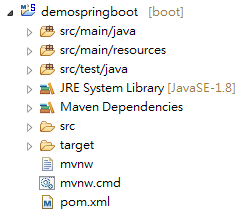 demospringboot [boot]
src/main/java
src/main/resources
src/test/java
JRE System Library [JavaSE-1.8]
Maven Dependencies
src
target
mvnw
mvnw.cmd
pom.xml